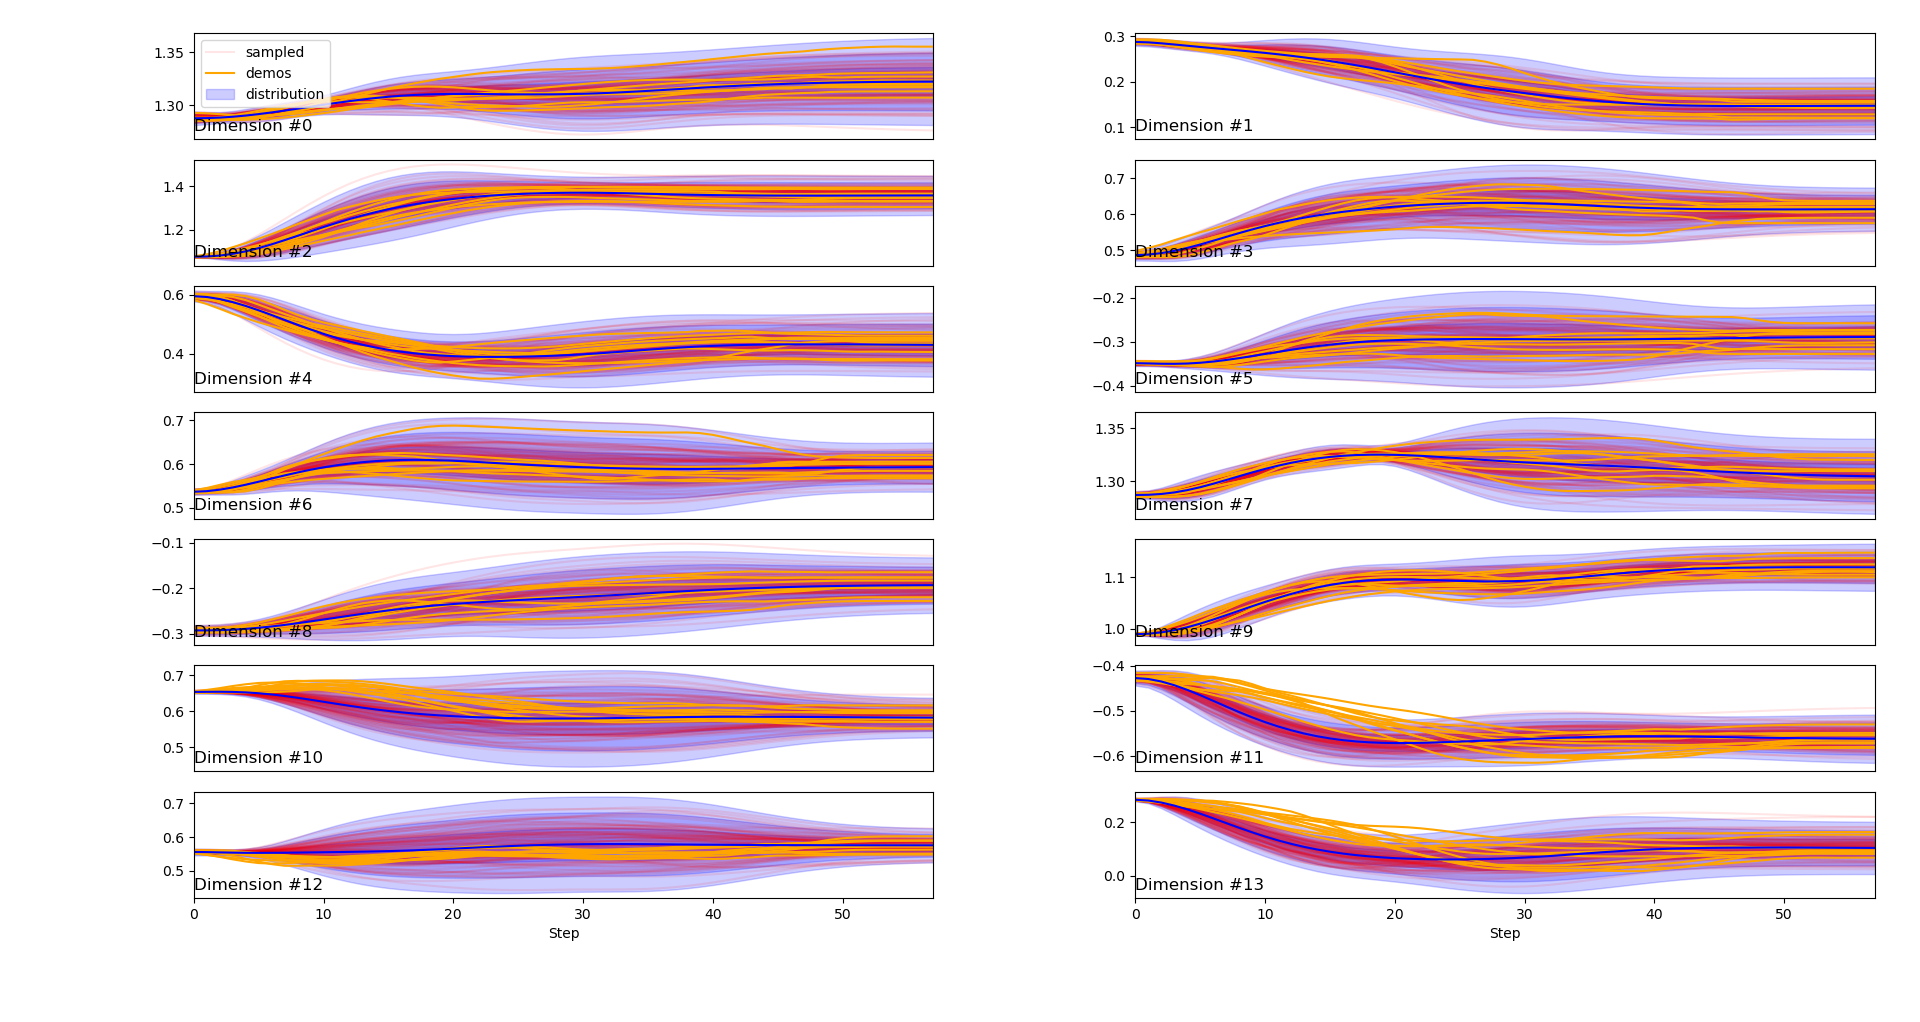 sampled
demos
distribution
1.35
1.30
Dimension #0
0.3
0.2
0.1
Dimension #1
1.4
1.2
Dimension #2
0.7
0.6
0.5
Dimension #3
0.6
0.4
Dimension #4
−0.2
−0.3
−0.4
Dimension #5
0.7
0.6
0.5
Dimension #6
1.35
1.30
Dimension #7
−0.1
−0.2
−0.3
Dimension #8
1.1
1.0
Dimension #9
0.7
0.6
0.5
Dimension #10
−0.4
−0.5
−0.6
Dimension #11
0.7
0.6
0.5
Dimension #12
0 10 20 30 40 50
Step
0.2
0.0
Dimension #13
0 10 20 30 40 50
Step